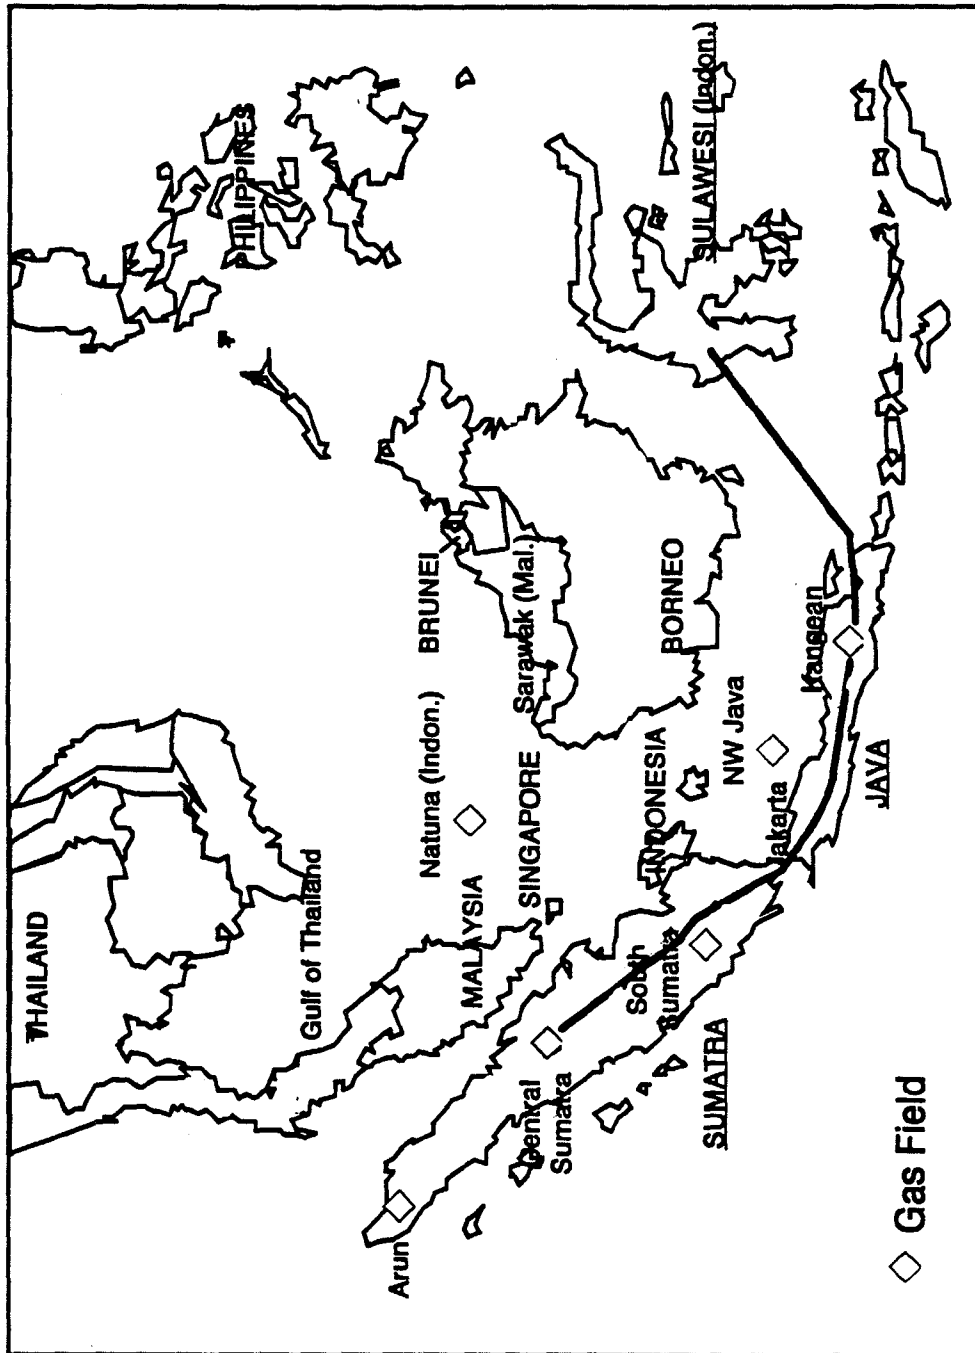 THAILAND
PHILIPPINES
Gulf of Thailand
Natuna (Indon.)
BRUNEI
MALAYSIA
SINGAPORE
Sarawak (Mal.)
Arun
Central
Sumatra
South
Sumatra
INDONESIA
BORNEO
SULAWESI (Indon.)
NW Java
SUMATRA
Jakarta
Kangean
JAVA
Gas Field